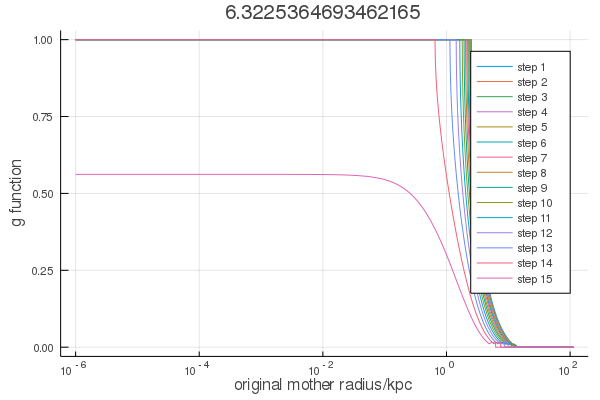 6.3225364693462165
g function
1.00
0.75
0.50
0.25
0.00
step 1
step 2
step 3
step 4
step 5
step 6
step 7
step 8
step 9
step 10
step 11
step 12
step 13
step 14
step 15
10^-6 10^-4 10^-2 10^0 10^2
original mother radius/kpc